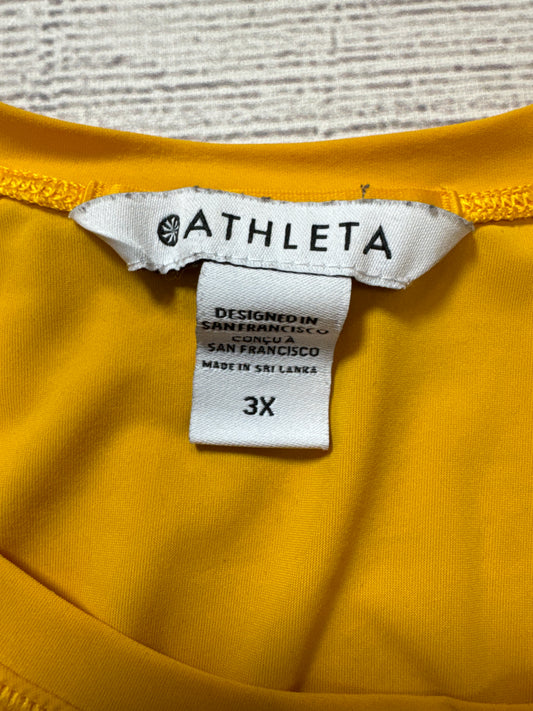 ATHLETA
DESIGNED IN
SAN FRANCISCO
CONÇU À
SAN FRANCISCO
MADE IN SRI LANKA
3X